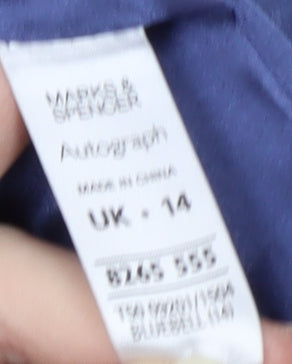 MARKS &
SPENCER
Autograph
MADE IN CHINA
UK - 14
8265 555
BLUEBELL (14)